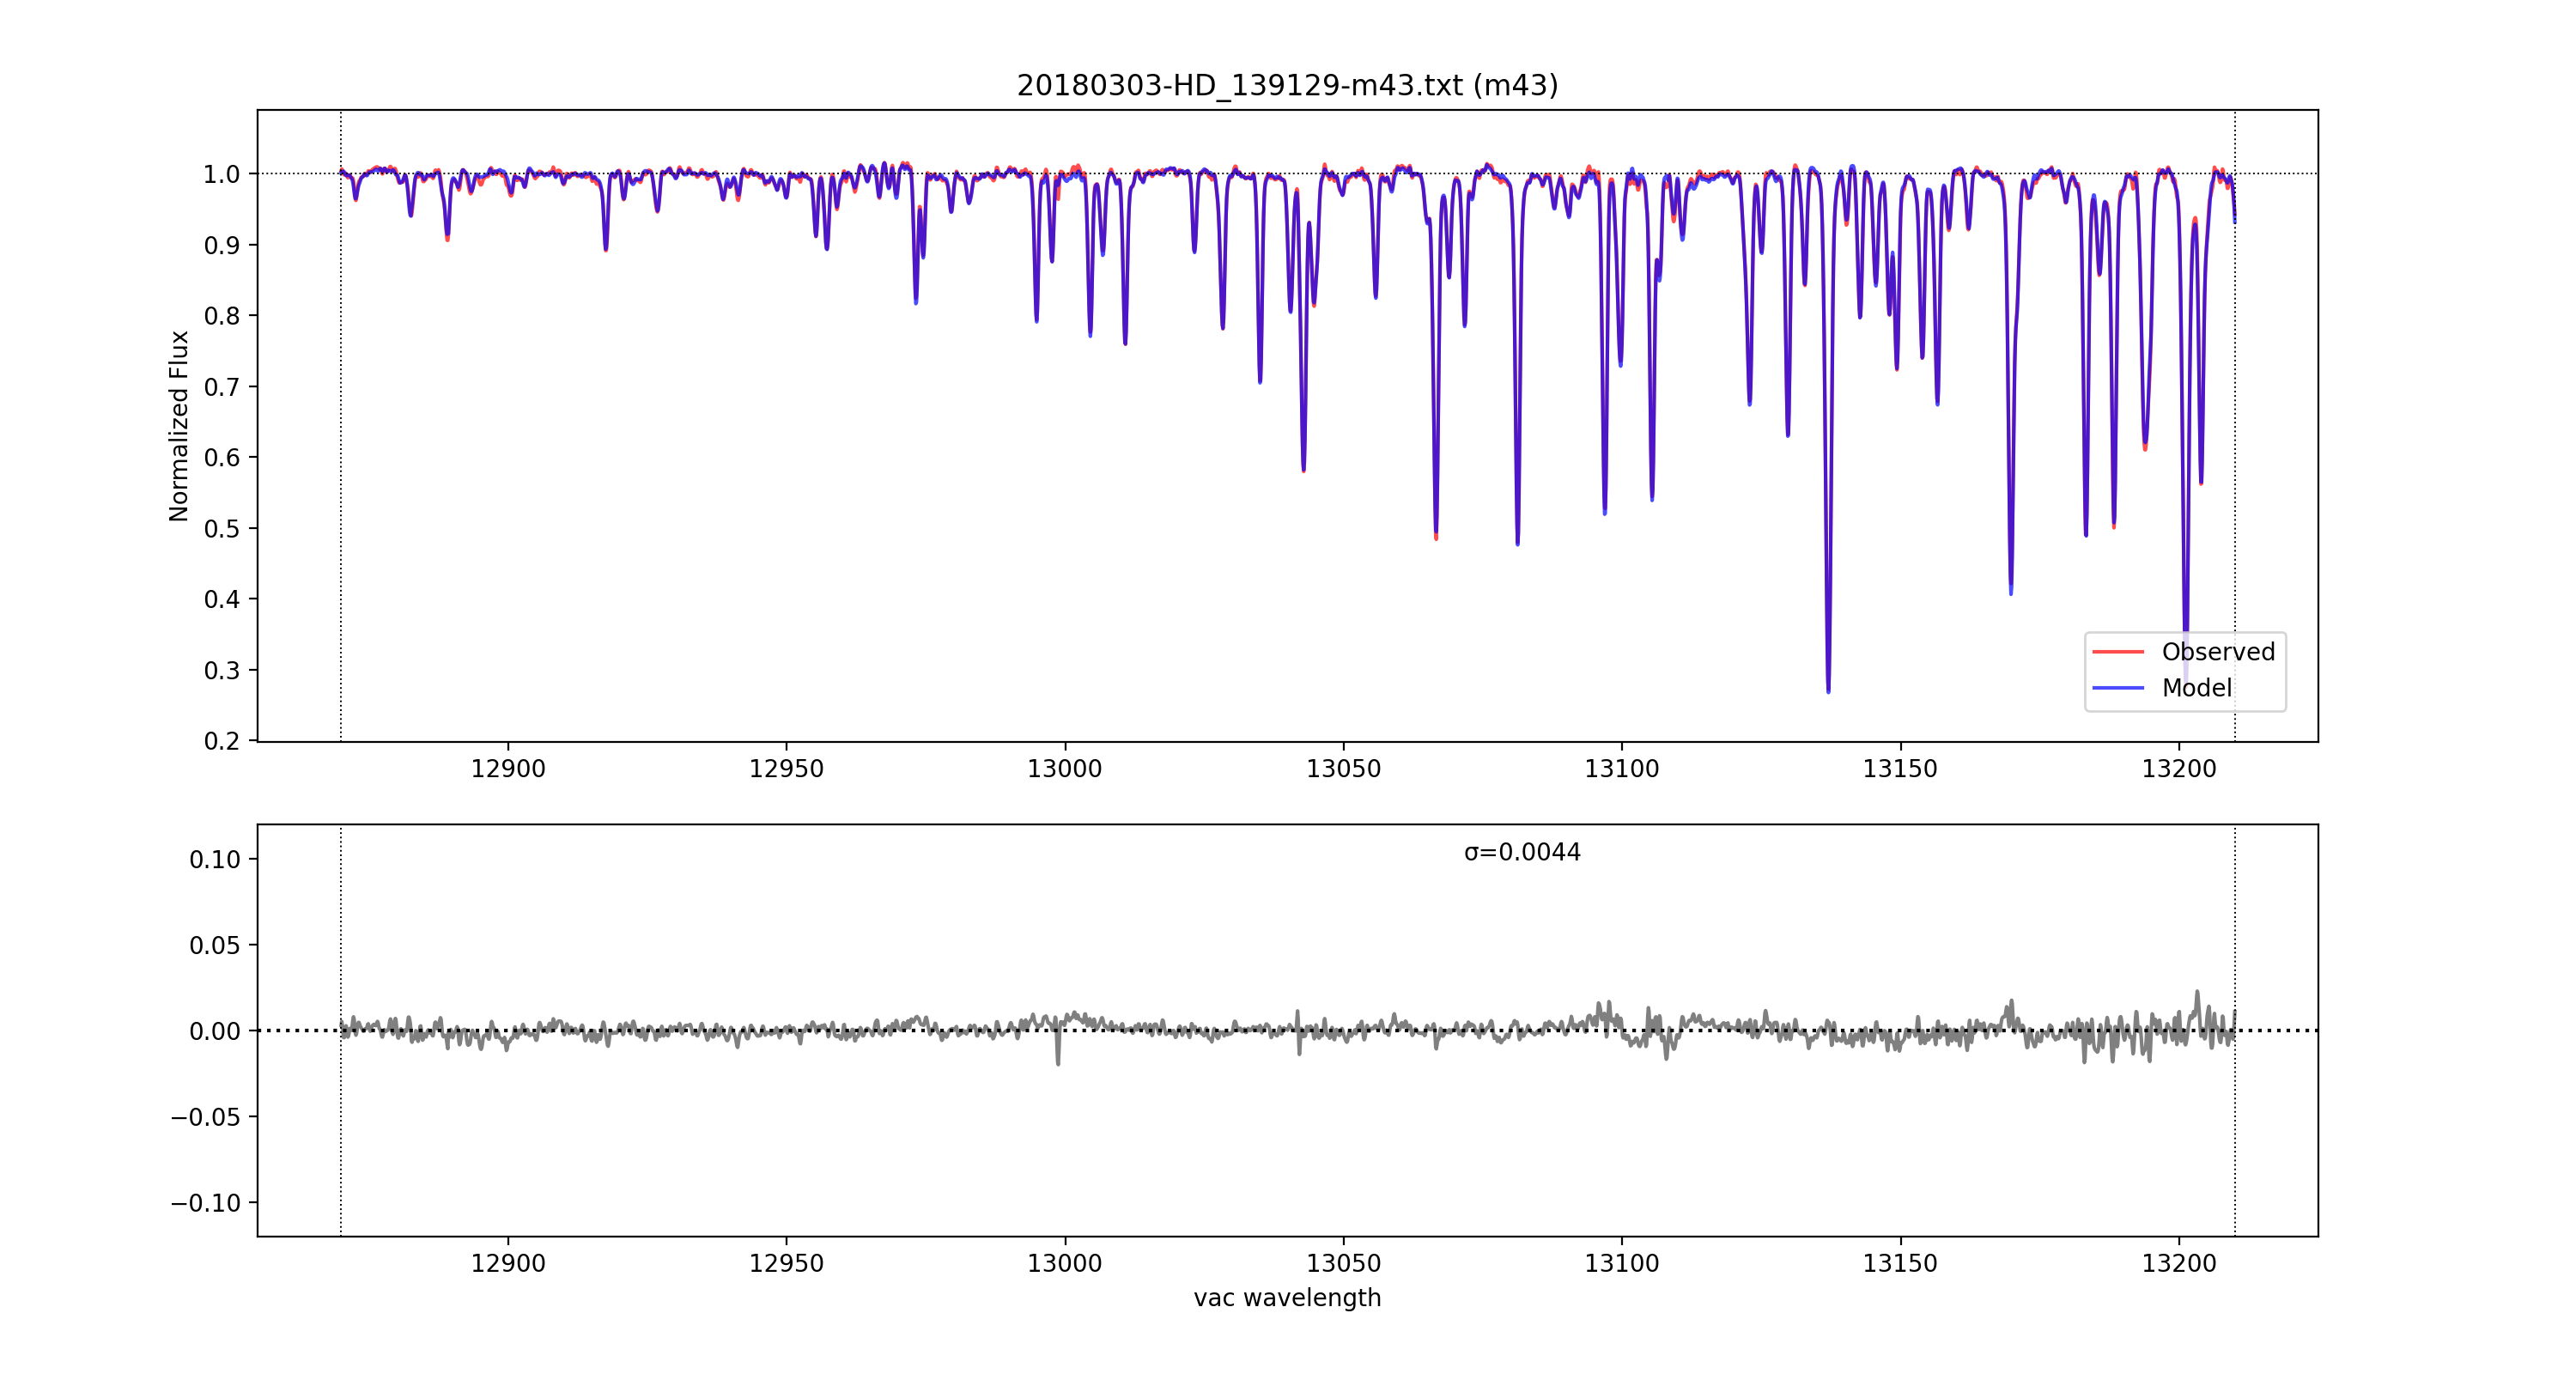 20180303-HD_139129-m43.txt (m43)
Normalized Flux
1.0
0.9
0.8
0.7
0.6
0.5
0.4
0.3
0.2
Observed
Model
12900 12950 13000 13050 13100 13150 13200
σ=0.0044
0.10
0.05
0.00
−0.05
−0.10
12900 12950 13000 13050 13100 13150 13200
vac wavelength